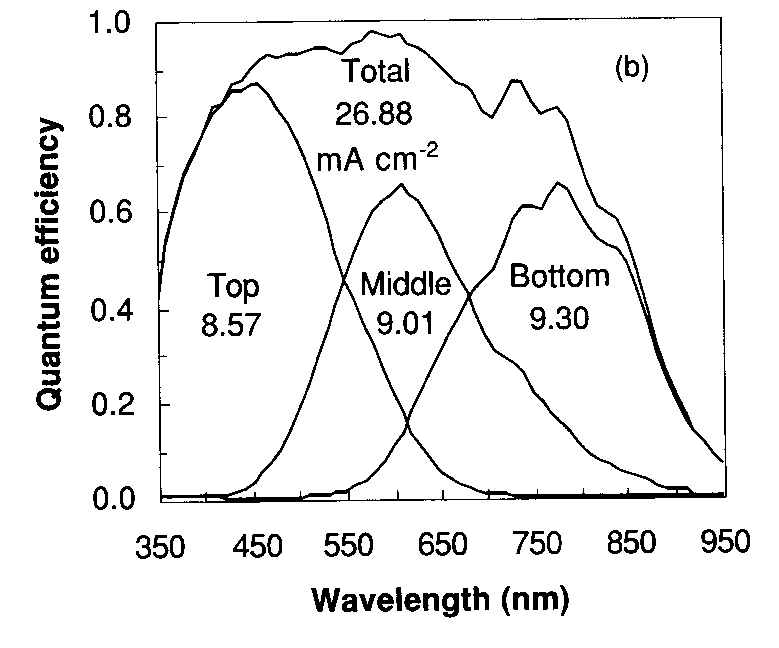 1.0
0.8
0.6
0.4
0.2
0.0
Quantum efficiency
(b)
Total
26.88
mA cm-2
Top
8.57
Middle
9.01
Bottom
9.30
350 450 550 650 750 850 950
Wavelength (nm)